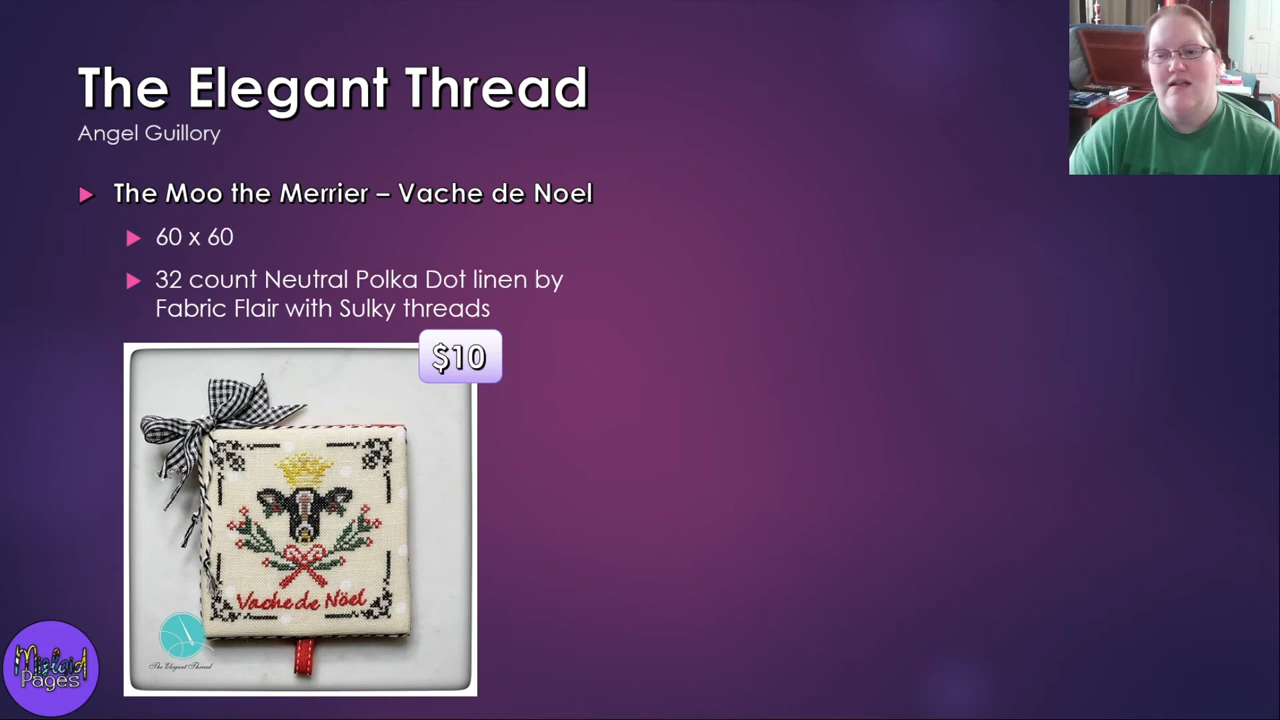 The Elegant Thread
Angel Guillory
The Moo the Merrier – Vache de Noel
60 x 60
32 count Neutral Polka Dot linen by
Fabric Flair with Sulky threads
$10
Vache de Nöel
The Elegant Thread
Mislaid
Pages